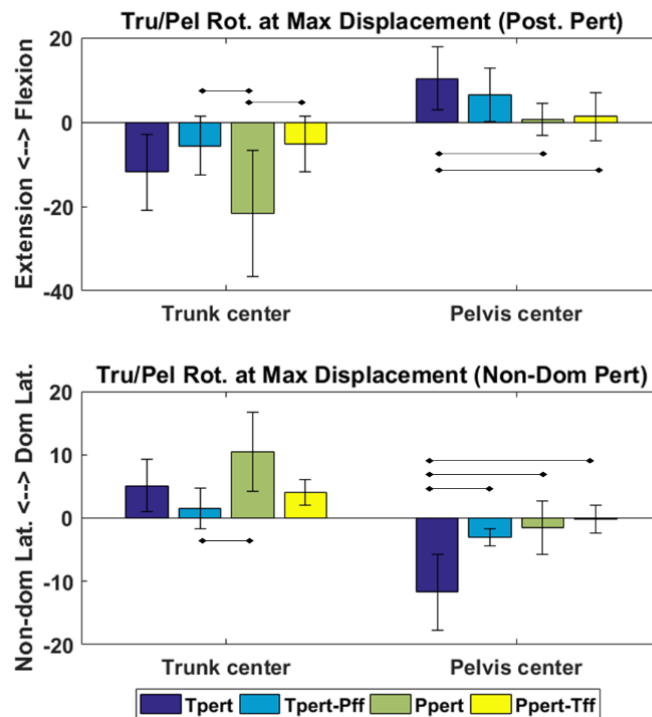 Tru/Pel Rot. at Max Displacement (Post. Pert)
Extension <--> Flexion
20
0
-20
-40
Trunk center
Pelvis center
Tru/Pel Rot. at Max Displacement (Non-Dom Pert)
Non-dom Lat. <--> Dom Lat.
20
10
0
-10
-20
Trunk center
Pelvis center
Tpert
Tpert-Pff
Ppert
Ppert-Tff